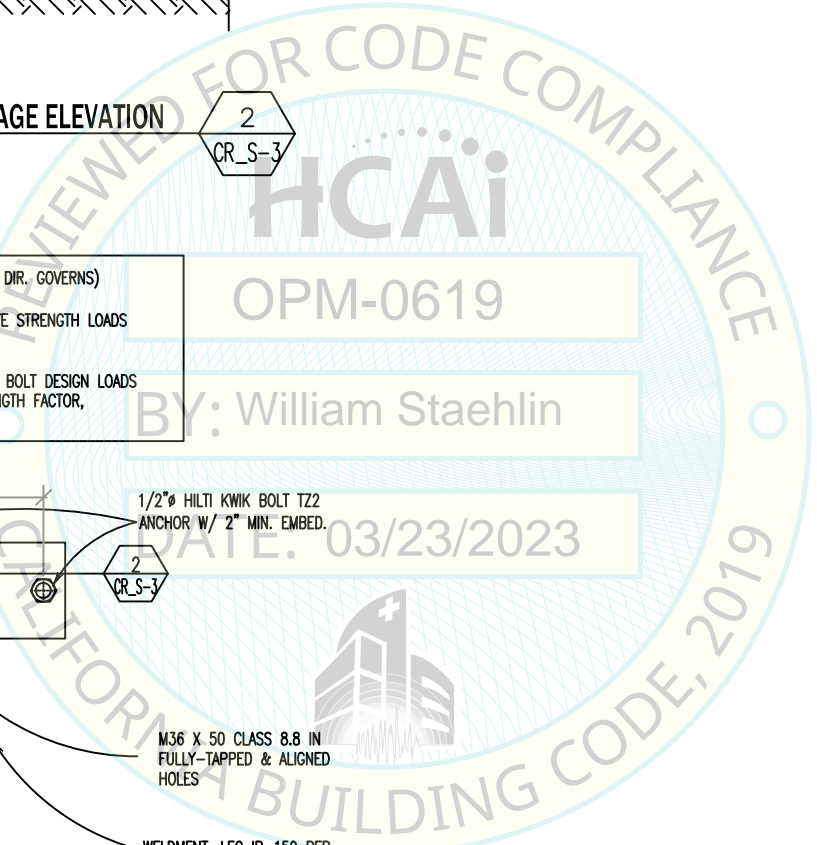 AGE ELEVATION
2
CR_S-3
REVIEWED FOR CODE COMPLIANCE
HCAi
DIR. GOVERNS)
OPM-0619
STRENGTH LOADS
BOLT DESIGN LOADS
FACTOR,
BY: William Staehlin
1/2"ø HILTI KWIK BOLT TZ2
ANCHOR W/ 2" MIN. EMBED.
DATE: 03/23/2023
2
CR_S-3
M36 X 50 CLASS 8.8 IN
FULLY-TAPPED & ALIGNED
HOLES
CALIFORNIA BUILDING CODE, 2019